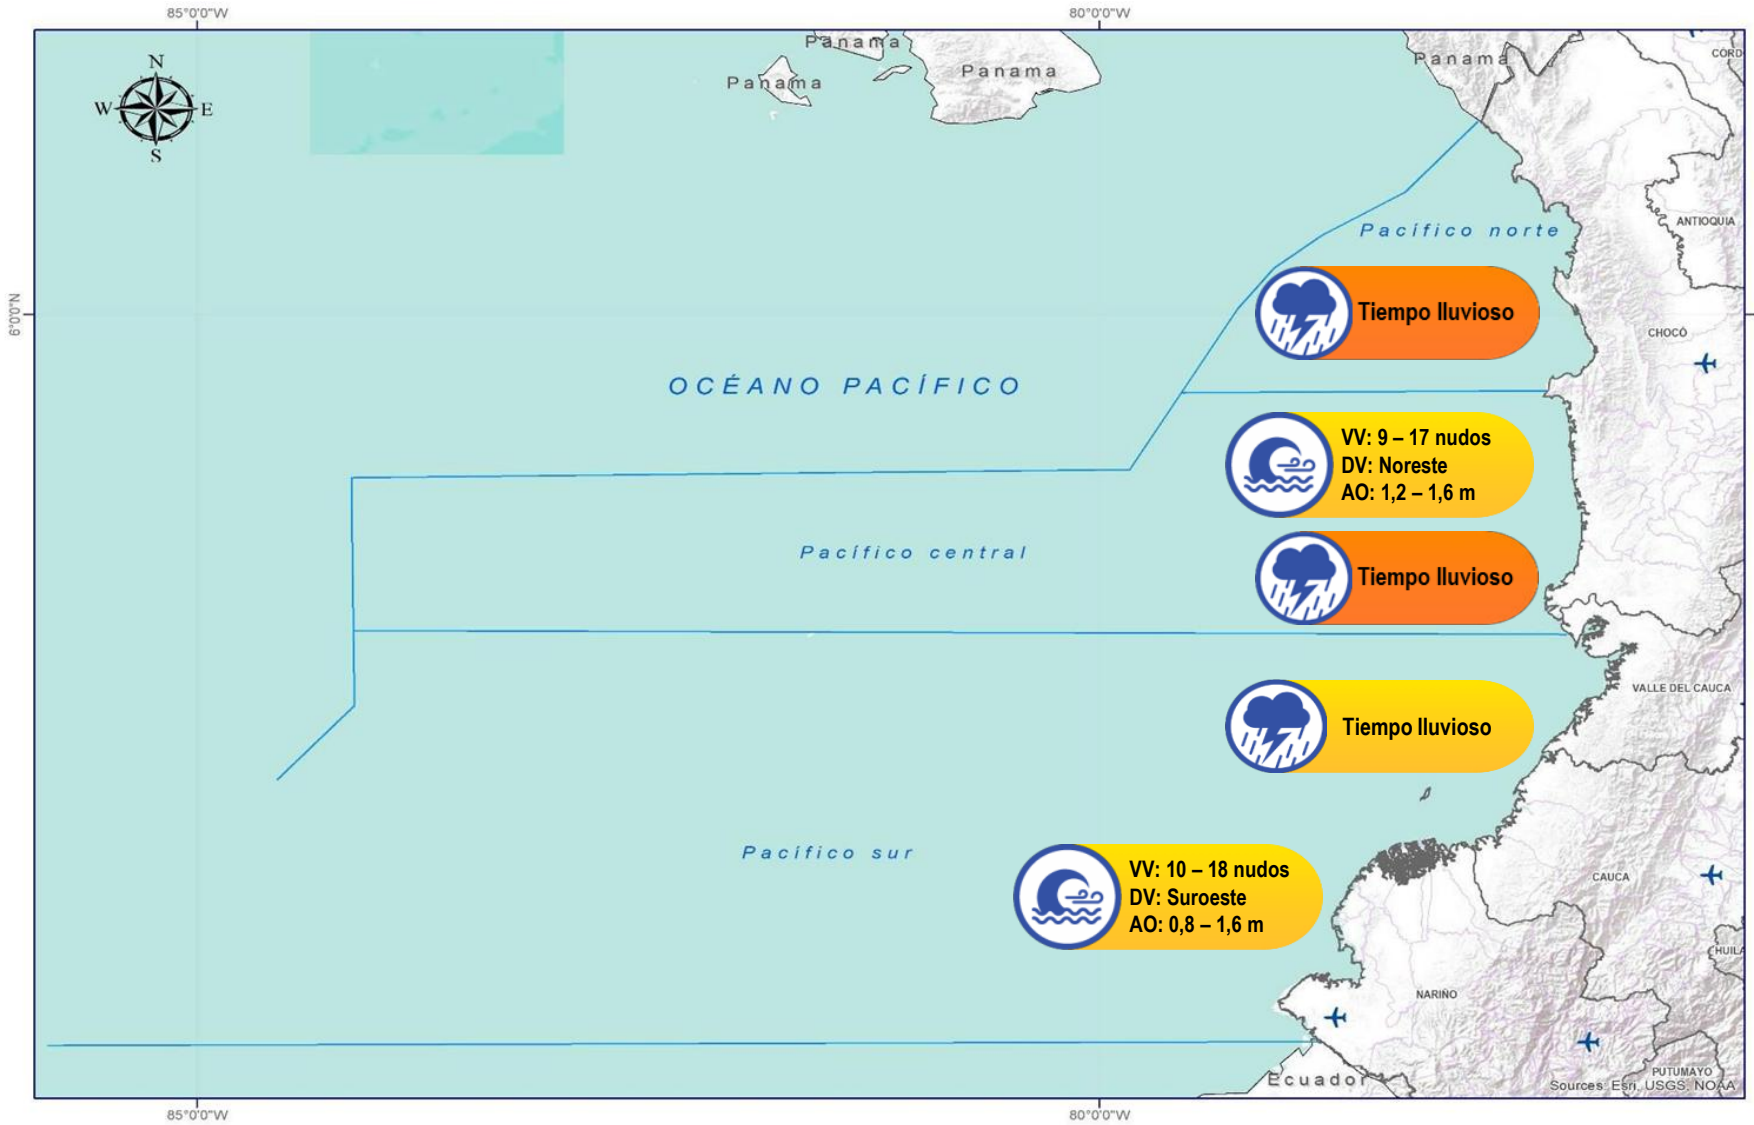 85°0'0"W
80°0'0"W
N
W
E
S
Panama
Panama
Panama
Panama
CORD
ANTIOQUIA
Pacífico norte
Tiempo lluvioso
6°0'0"N
CHOCÓ
OCÉANO PACÍFICO
VV: 9 – 17 nudos
DV: Noreste
AO: 1,2 – 1,6 m
Pacífico central
Tiempo lluvioso
VALLE DEL CAUCA
Tiempo lluvioso
Pacífico sur
VV: 10 – 18 nudos
DV: Suroeste
AO: 0,8 – 1,6 m
CAUCA
HUILA
NARIÑO
PUTUMAYO
Ecuador
Sources: Esri, USGS, NOAA
85°0'0"W
80°0'0"W